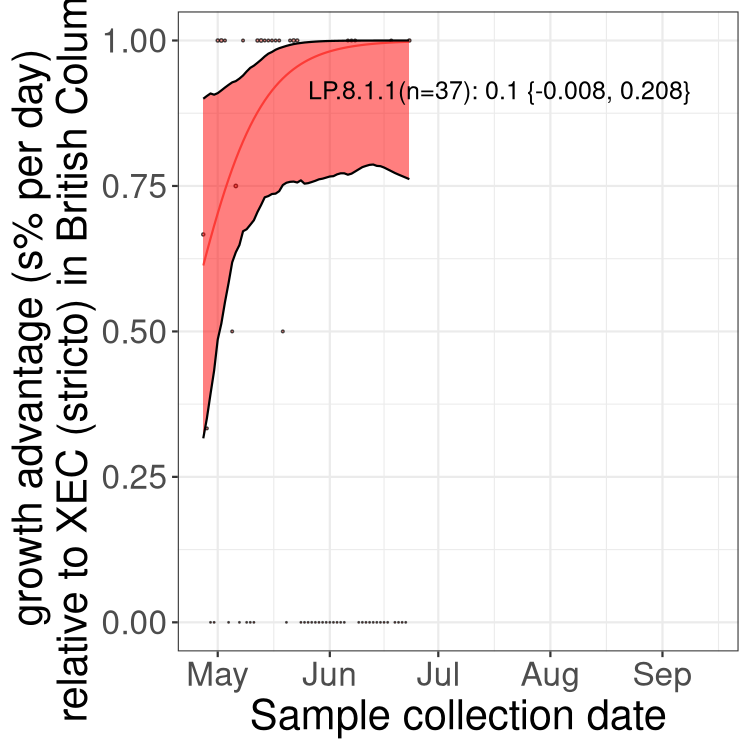 growth advantage (s% per day)
relative to XEC (stricto) in British Colum
1.00
0.75
0.50
0.25
0.00
LP.8.1.1(n=37): 0.1 {-0.008, 0.208}
May Jun Jul Aug Sep
Sample collection date